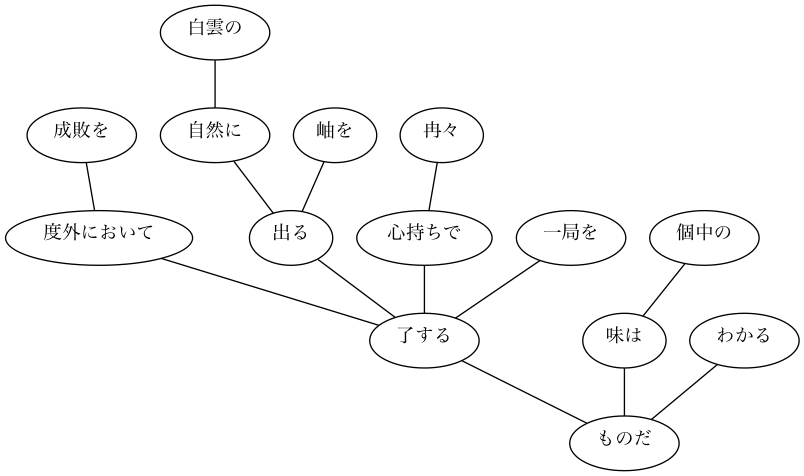 白雲の
成敗を
自然に
岫を
冉々
度外において
出る
心持ちで
一局を
個中の
了する
味は
わかる
ものだ